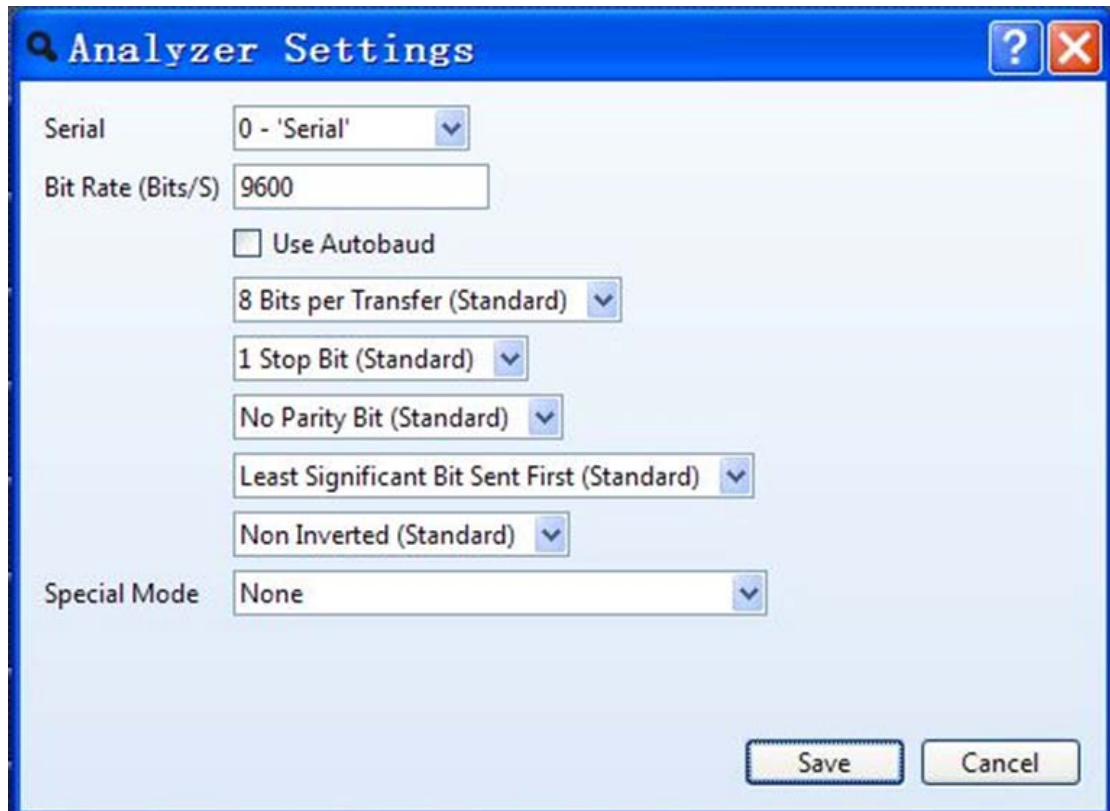 Analyzer Settings
Serial 0 - 'Serial'
Bit Rate (Bits/S) 9600
Use Autobaud
8 Bits per Transfer (Standard)
1 Stop Bit (Standard)
No Parity Bit (Standard)
Least Significant Bit Sent First (Standard)
Non Inverted (Standard)
Special Mode None
Save Cancel